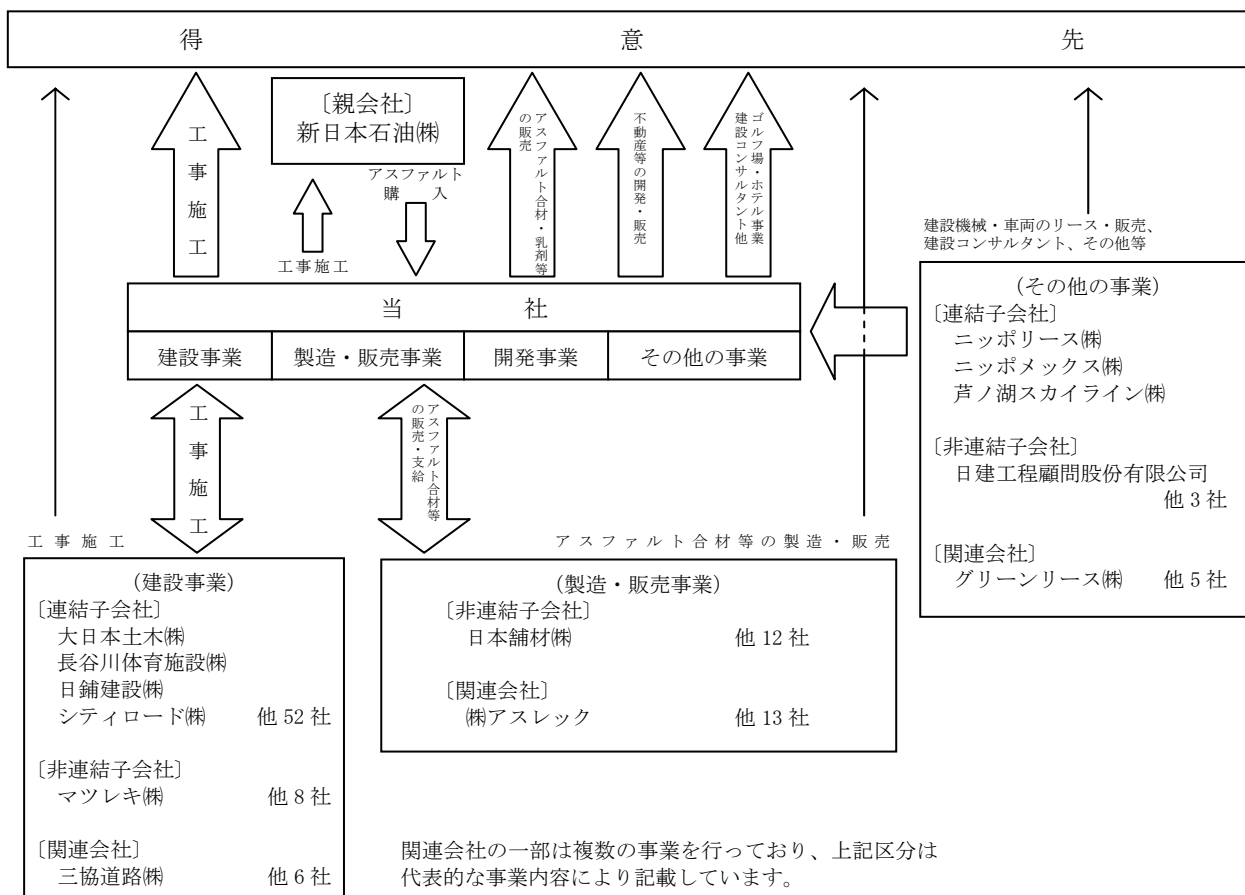 得意先
〔親会社〕
新日本石油㈱
工事施工
アスファルト
購入
工事施工
アスファルト合材・乳剤等
の販売
不動産等の開発・販売
ゴルフ場・ホテル事業
建設コンサルタント他
当社
建設事業
製造・販売事業
開発事業
その他の事業
建設機械・車両のリース・販売、
建設コンサルタント、その他等
(その他の事業)
〔連結子会社〕
ニッポリース㈱
ニッポメックス㈱
芦ノ湖スカイライン㈱
〔非連結子会社〕
日建工程顧問股份有限公司
他 3 社
〔関連会社〕
グリーンリース㈱ 他 5 社
工事施工
アスファルト合材等
の販売・支給
工事施工
(建設事業)
〔連結子会社〕
大日本土木㈱
長谷川体育施設㈱
日鋪建設㈱
シティロード㈱ 他 52 社
〔非連結子会社〕
マツレキ㈱ 他 8 社
〔関連会社〕
三協道路㈱ 他 6 社
アスファルト合材等の製造・販売
(製造・販売事業)
〔非連結子会社〕
日本舗材㈱ 他 12 社
〔関連会社〕
㈱アスレック 他 13 社
関連会社の一部は複数の事業を行っており、上記区分は
代表的な事業内容により記載しています。